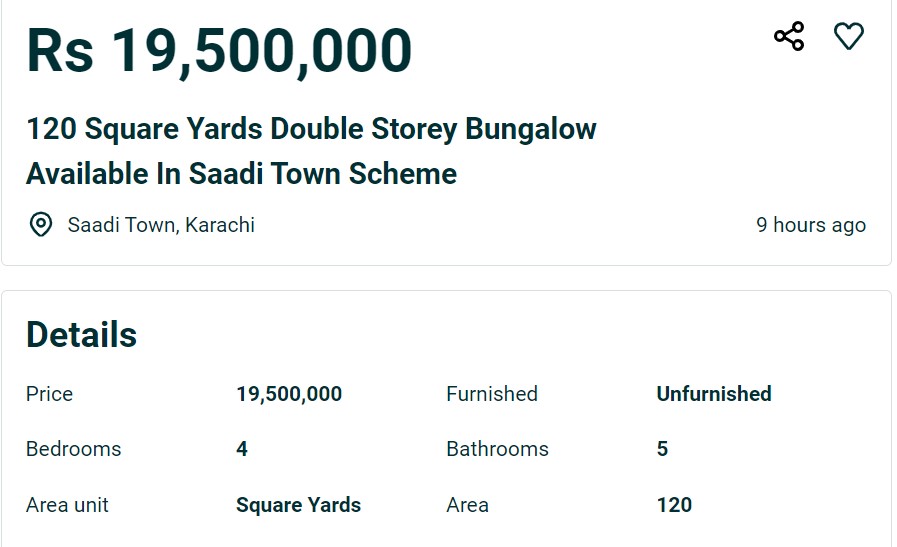 Rs 19,500,000
120 Square Yards Double Storey Bungalow
Available In Saadi Town Scheme
Saadi Town, Karachi 9 hours ago
Details
Price 19,500,000 Furnished Unfurnished
Bedrooms 4 Bathrooms 5
Area unit Square Yards Area 120